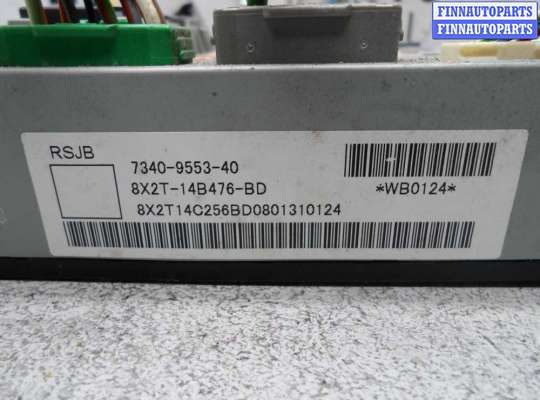 FINNAUTOPARTS
FINNAUTOPARTS
RSJB
7340-9553-40
8X2T-14B476-BD
*WB0124*
8X2T14C256BD0801310124